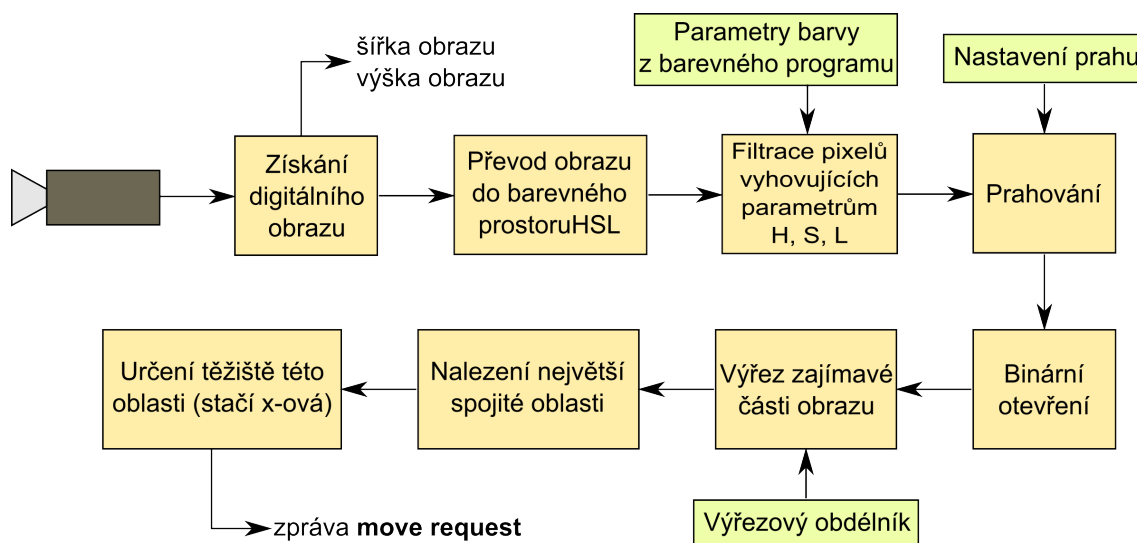 šířka obrazu
výška obrazu
Parametry barvy
z barevného programu
Nastavení prahu
Získání
digitálního
obrazu
Převod obrazu
do barevného
prostoruHSL
Filtrace pixelů
vyhovujících
parametrům
H, S, L
Prahování
Určení těžiště této
oblasti (stačí x-ová)
Nalezení největší
spojité oblasti
Výřez zajímavé
části obrazu
Binární
otevření
zpráva move request
Výřezový obdélník